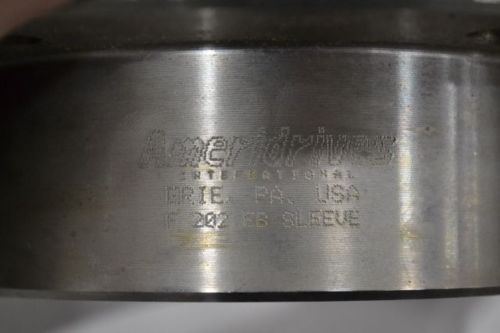 Ameridrives
INTERNATIONAL
ERIE, PA, USA
F 202 EB SLEEVE